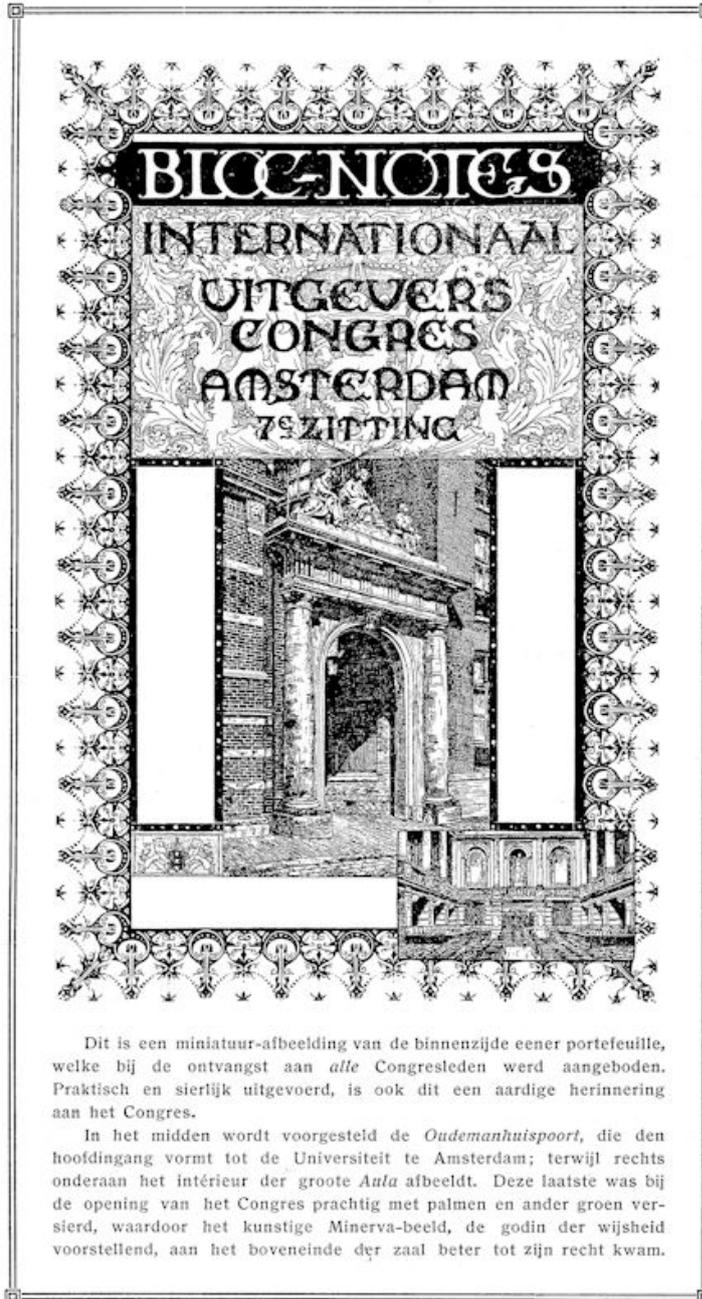 BLOC-NOTES
INTERNATIONAAL
UITGEVERS
CONGRES
AMSTERDAM
7e ZITTING
Dit is een miniatuur-afbeelding van de binnenzijde eener portefeuille,
welke bij de ontvangst aan alle Congresleden werd aangeboden.
Praktisch en sierlijk uitgevoerd, is ook dit een aardige herinnering
aan het Congres.
In het midden wordt voorgesteld de Oudemanhuispoort, die den
hoofdingang vormt tot de Universiteit te Amsterdam; terwijl rechts
onderaan het intérieur der groote Aula afbeeldt. Deze laatste was bij
de opening van het Congres prachtig met palmen en ander groen ver-
sierd, waardoor het kunstige Minerva-beeld, de godin der wijsheid
voorstellend, aan het boveneinde der zaal beter tot zijn recht kwam.